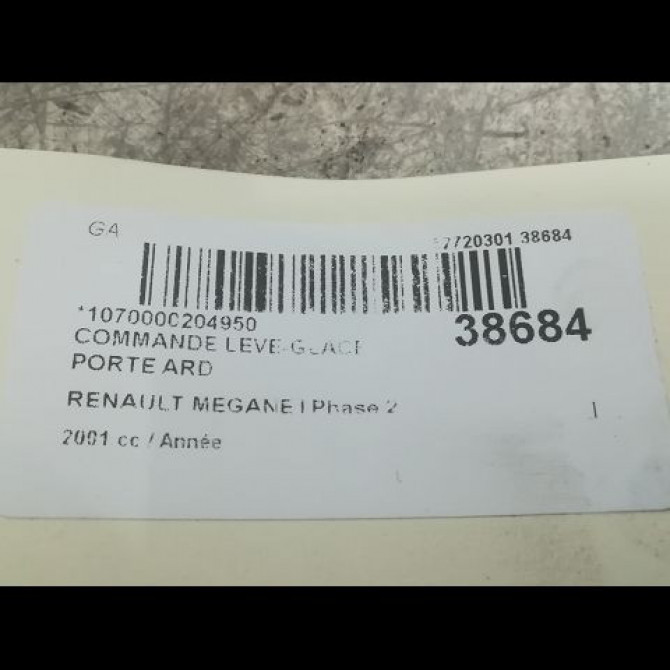 G4
7720301 38684
*1070000204950
38684
COMMANDE LEVE-GLACE
PORTE ARD
RENAULT MEGANE I Phase 2
2001 cc / Année